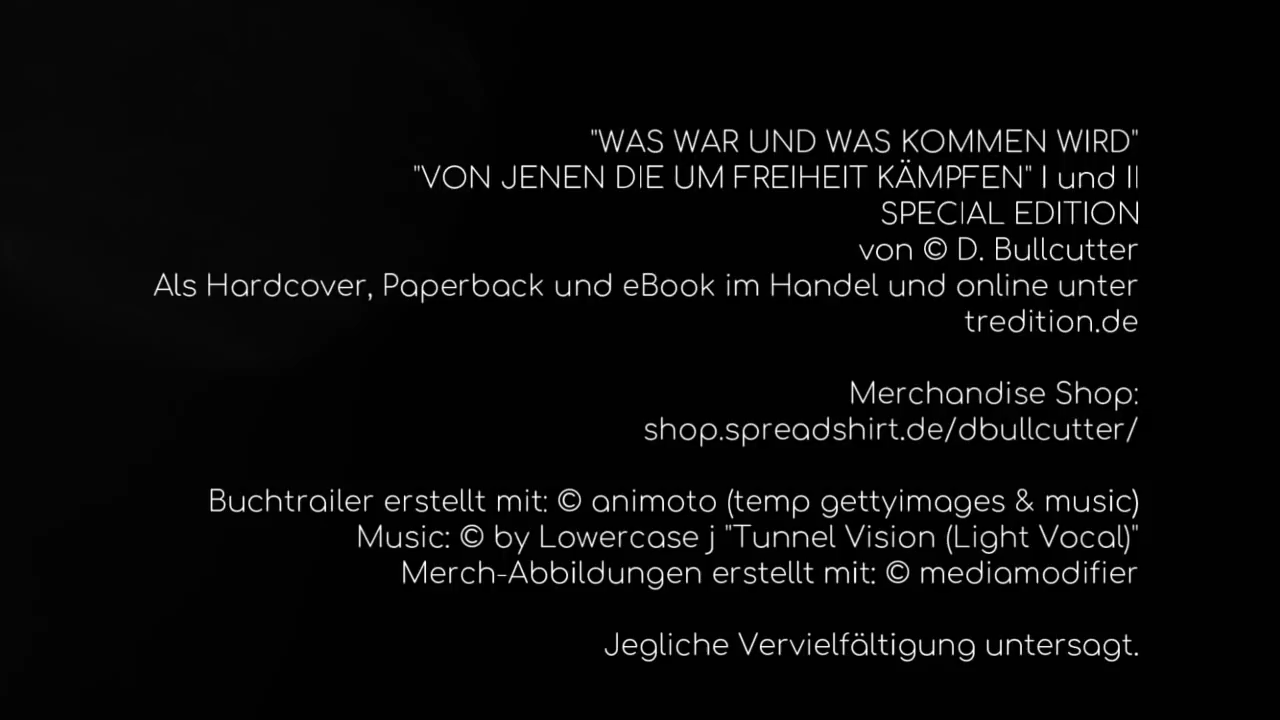 "WAS WAR UND WAS KOMMEN WIRD"
"VON JENEN DIE UM FREIHEIT KÄMPFEN" I und II
SPECIAL EDITION
von © D. Bullcutter
Als Hardcover, Paperback und eBook im Handel und online unter
tredition.de
Merchandise Shop:
shop.spreadshirt.de/dbullcutter/
Buchtrailer erstellt mit: © animoto (temp gettyimages & music)
Music: © by Lowercase j "Tunnel Vision (Light Vocal)"
Merch-Abbildungen erstellt mit: © mediamodifier
Jegliche Vervielfältigung untersagt.